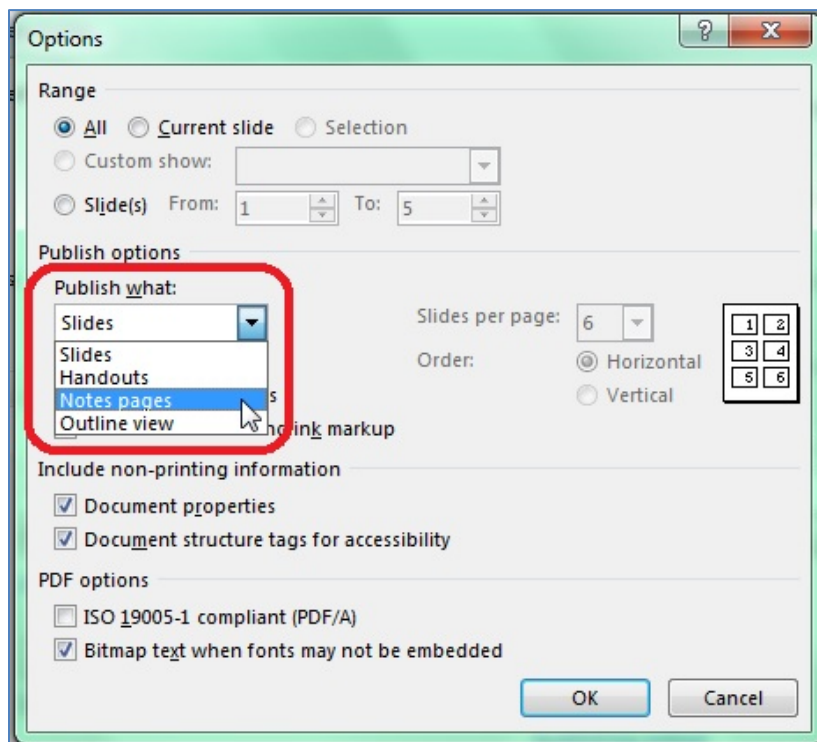 Options
Range
All Current slide Selection
Custom show:
Slide(s) From: 1 To: 5
Publish options
Publish what:
Slides Slides per page: 6
Slides
Handouts Order: Horizontal
Notes pages Vertical
Outline view ink markup
1 2
3 4
5 6
Include non-printing information
Document properties
Document structure tags for accessibility
PDF options
ISO 19005-1 compliant (PDF/A)
Bitmap text when fonts may not be embedded
OK Cancel